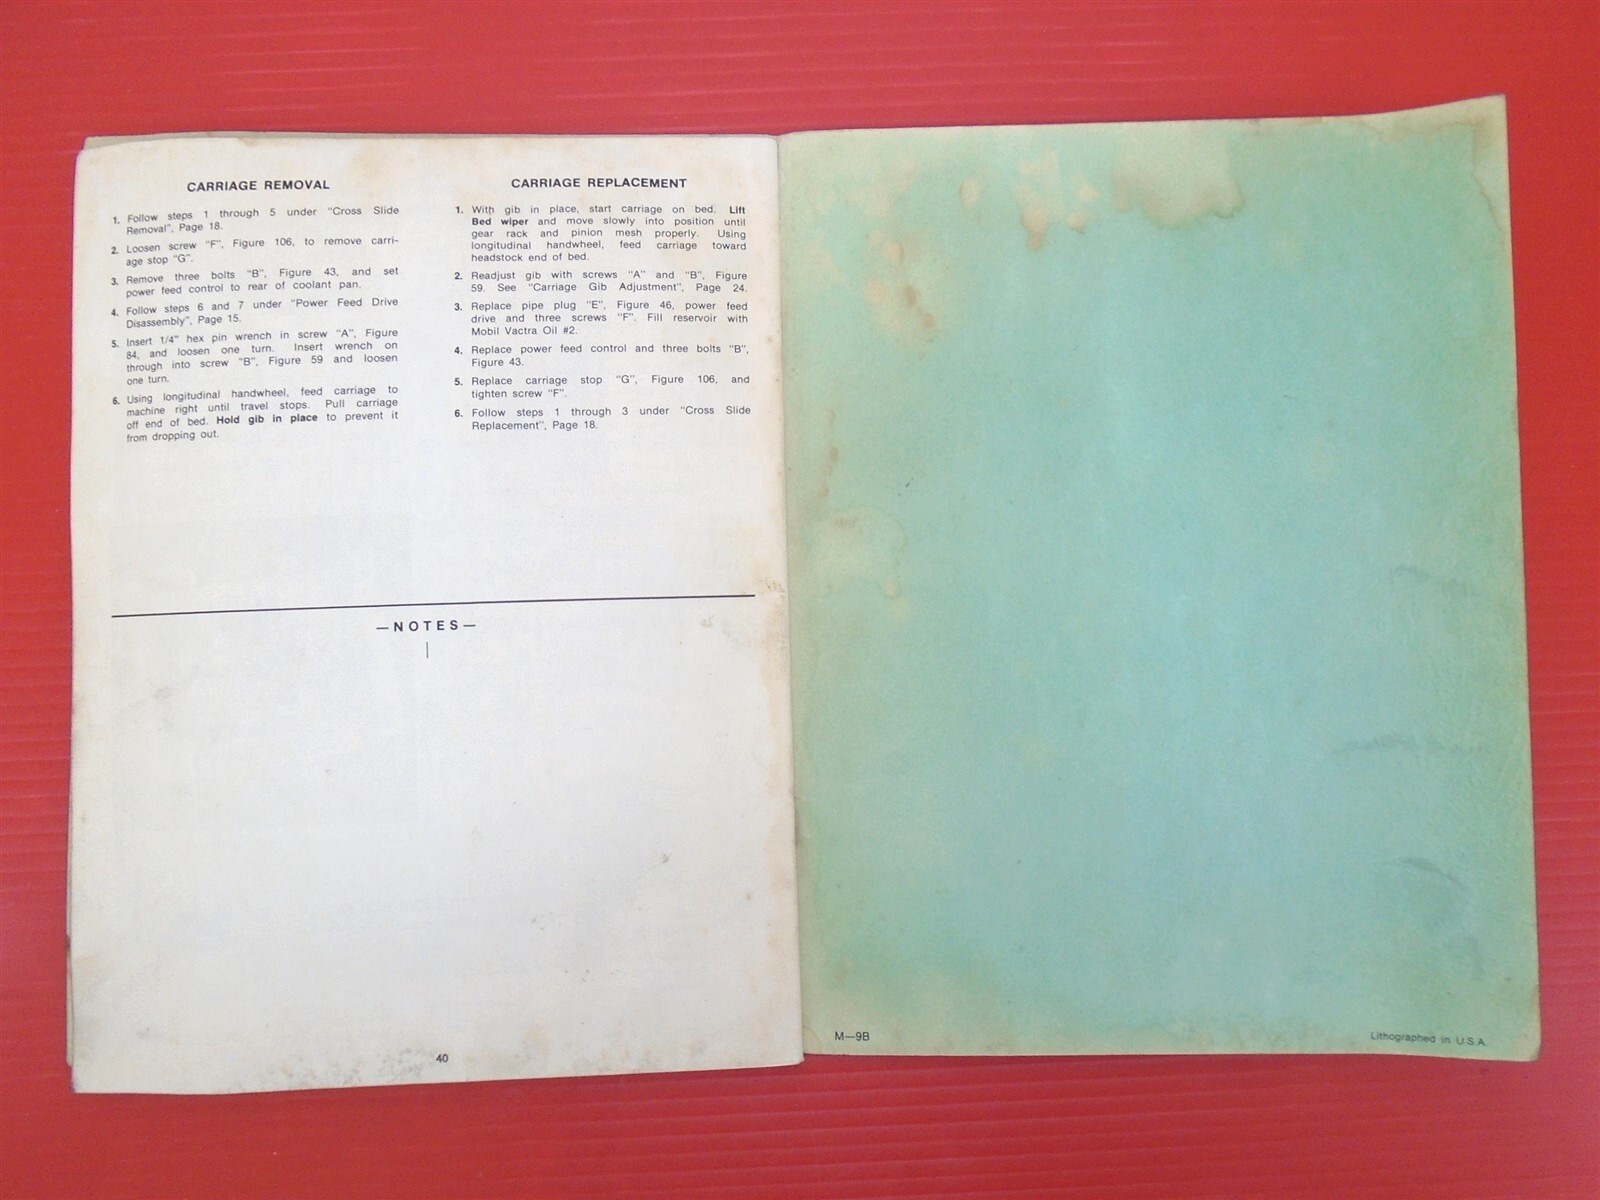 CARRIAGE REMOVAL
1. Follow steps 1 through 5 under "Cross Slide
Removal", Page 18.
2. Loosen screw "F", Figure 106, to remove carri-
age stop "G".
3. Remove three bolts "B", Figure 43, and set
power feed control to rear of coolant pan.
4. Follow steps 6 and 7 under "Power Feed Drive
Disassembly", Page 15.
5. Insert 1/4" hex pin wrench in screw "A", Figure
84, and loosen one turn. Insert wrench on
through into screw "B", Figure 59 and loosen
one turn.
6. Using longitudinal handwheel, feed carriage to
machine right until travel stops. Pull carriage
off end of bed. Hold gib in place to prevent it
from dropping out.
CARRIAGE REPLACEMENT
1. With gib in place, start carriage on bed. Lift
Bed wiper and move slowly into position until
gear rack and pinion mesh properly. Using
longitudinal handwheel, feed carriage toward
headstock end of bed.
2. Readjust gib with screws "A" and "B", Figure
59. See "Carriage Gib Adjustment", Page 24.
3. Replace pipe plug "E", Figure 46, power feed
drive and three screws "F". Fill reservoir with
Mobil Vactra Oil #2.
4. Replace power feed control and three bolts "B",
Figure 43.
5. Replace carriage stop "G", Figure 106, and
tighten screw "F".
6. Follow steps 1 through 3 under "Cross Slide
Replacement", Page 18.
—NOTES—
40
M—9B
Lithographed in U.S.A.